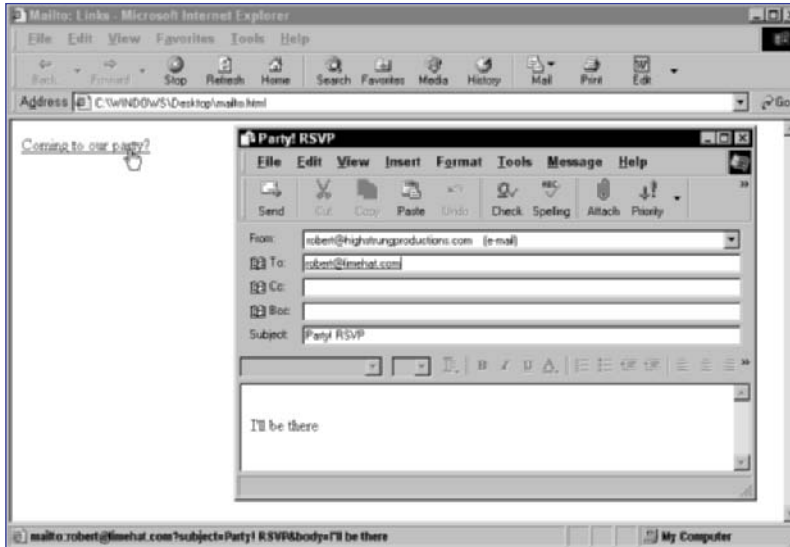 Mailto: Links - Microsoft Internet Explorer
File Edit View Favorites Tools Help
Back Forward Stop Refresh Home Search Favorites Media History Mail Print Edit
Address C:\WINDOWS\Desktop\mailto.html Go
Coming to our party?
Party! RSVP
File Edit View Insert Format Tools Message Help
Send Cut Copy Paste Undo Check Spelling Attach Priority
From: robert@highstrungproductions.com (e-mail)
To: robert@limehat.com
Cc:
Bcc:
Subject: Party! RSVP
B I U A
I'll be there
mailto:robert@limehat.com?subject=Party! RSVP&body=I'll be there My Computer